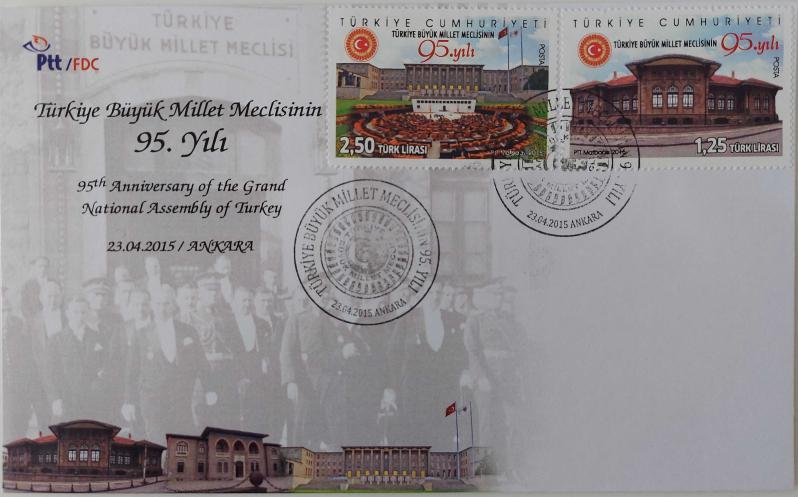 TÜRKİYE
BÜYÜK MİLLET MECLİSİ
Ptt /FDC
Türkiye Büyük Millet Meclisinin
95. Yılı
95th Anniversary of the Grand
National Assembly of Turkey
23.04.2015 / ANKARA
TÜRKİYE CUMHURİYETİ
TÜRKİYE BÜYÜK MİLLET MECLİSİNİN
95.yılı
POSTA
2,50 TÜRK LİRASI
TÜRKİYE CUMHURİYETİ
TÜRKİYE BÜYÜK MİLLET MECLİSİNİN
95.yılı
POSTA
PTT Matbaası 2015
1,25 TÜRK LİRASI
TÜRKİYE BÜYÜK MİLLET MECLİSİNİN 95. YILI
23.04.2015 ANKARA
23.04.2015 ANKARA